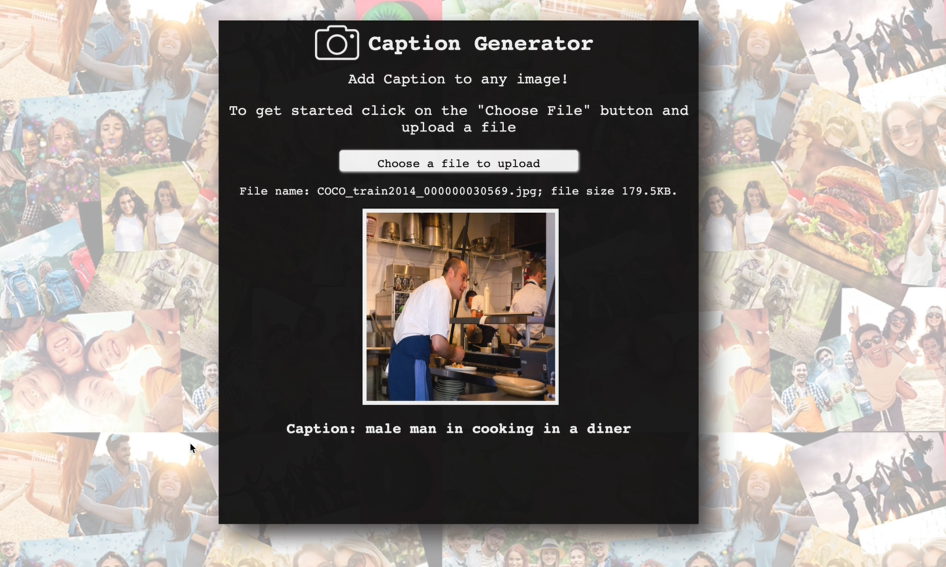 Caption Generator
Add Caption to any image!
To get started click on the "Choose File" button and
upload a file
Choose a file to upload
File name: COCO_train2014_000000030569.jpg; file size 179.5KB.
Caption: male man in cooking in a diner